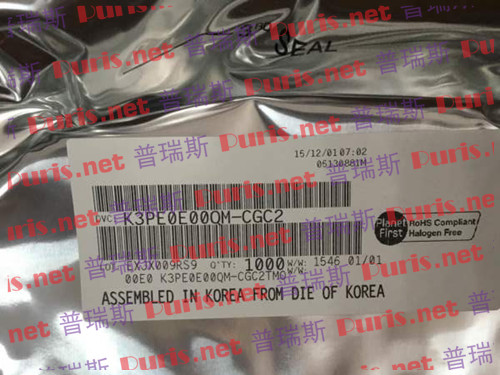 SEAL
Puris.net 普瑞斯
15/12/01 07:02
DVC K3PE0E00QM-CGC2
Planet First
RoHS Compliant
Halogen Free
Q'TY: 1000 W/W: 1546 01/01
00E0 K3PE0E00QM-CGC2TMQ
ASSEMBLED IN KOREA FROM DIE OF KOREA